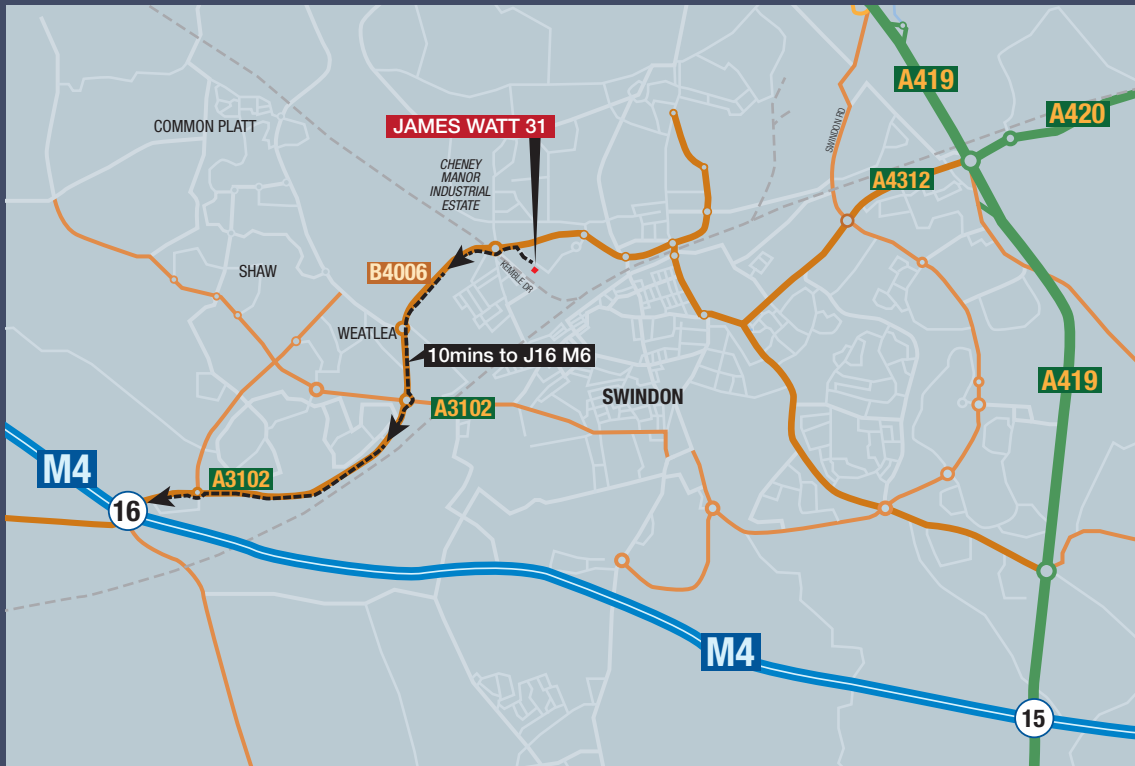 A419
A420
COMMON PLATT
JAMES WATT 31
SWINDON RD
CHENEY
MANOR
INDUSTRIAL
ESTATE
A4312
SHAW
B4006
KEMBLE DR
WEATLEA
10mins to J16 M6
A419
SWINDON
A3102
M4
A3102
16
M4
15